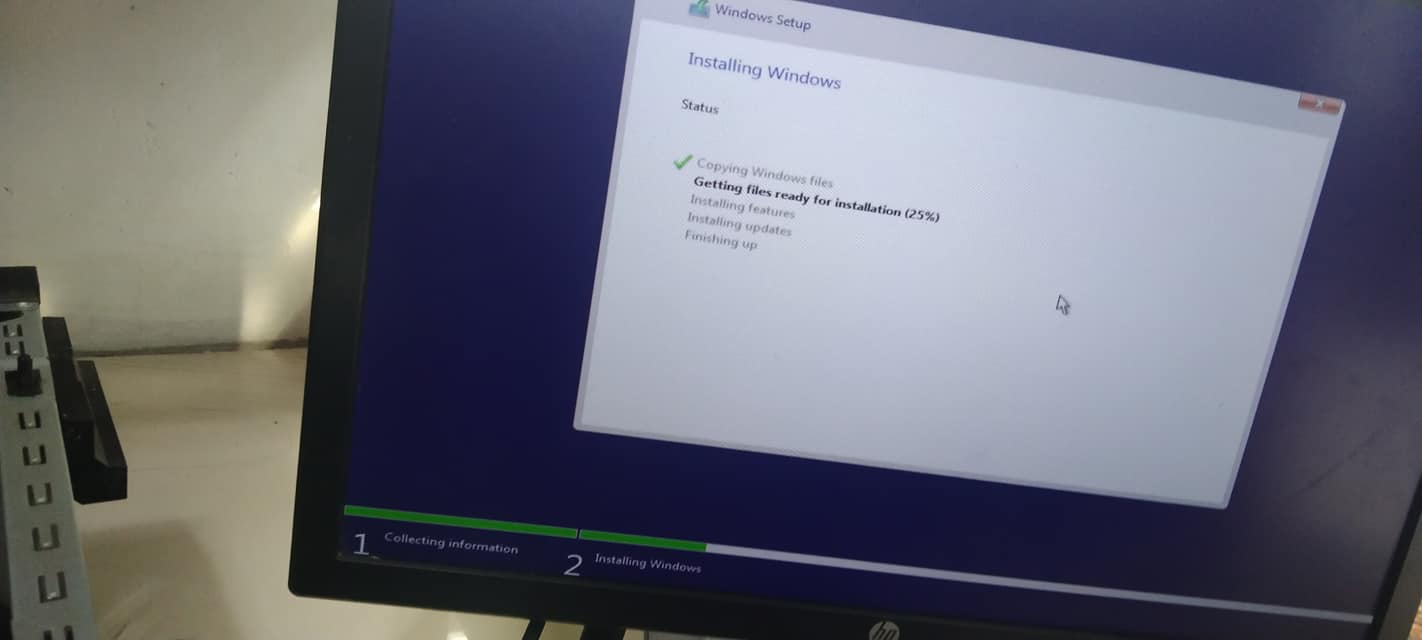 Windows Setup
Installing Windows
Status
Copying Windows files
Getting files ready for installation (25%)
Installing features
Installing updates
Finishing up
1 Collecting information
2 Installing Windows
hp